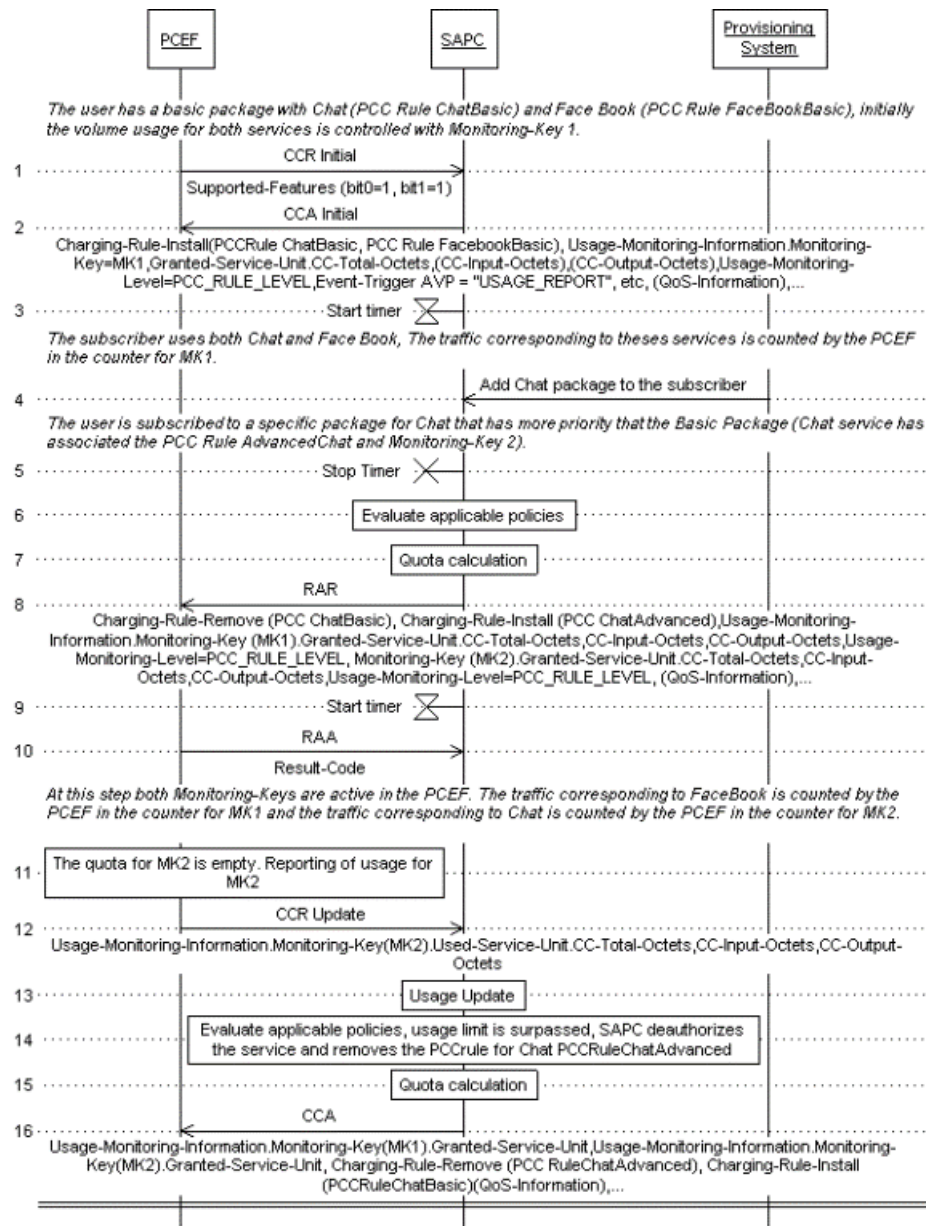 PCEF
SAPC
Provisioning
System
The user has a basic package with Chat (PCC Rule ChatBasic) and Face Book (PCC Rule FaceBookBasic), initially
the volume usage for both services is controlled with Monitoring-Key 1.
CCR Initial
1
Supported-Features (bit0=1, bit1=1)
CCA Initial
2
Charging-Rule-Install(PCCRule ChatBasic, PCC Rule FacebookBasic), Usage-Monitoring-Information.Monitoring-
Key=MK1,Granted-Service-Unit.CC-Total-Octets,(CC-Input-Octets),(CC-Output-Octets),Usage-Monitoring-
Level=PCC_RULE_LEVEL,Event-Trigger AVP = "USAGE_REPORT", etc, (QoS-Information),...
3
Start timer
The subscriber uses both Chat and Face Book, The traffic corresponding to theses services is counted by the PCEF
in the counter for MK1.
Add Chat package to the subscriber
4
The user is subscribed to a specific package for Chat that has more priority that the Basic Package (Chat service has
associated the PCC Rule AdvancedChat and Monitoring-Key 2).
5
Stop Timer
6
Evaluate applicable policies
7
Quota calculation
RAR
8
Charging-Rule-Remove (PCC ChatBasic), Charging-Rule-Install (PCC ChatAdvanced),Usage-Monitoring-
Information.Monitoring-Key (MK1).Granted-Service-Unit.CC-Total-Octets,CC-Input-Octets,CC-Output-Octets,Usage-
Monitoring-Level=PCC_RULE_LEVEL, Monitoring-Key (MK2).Granted-Service-Unit.CC-Total-Octets,CC-Input-
Octets,CC-Output-Octets,Usage-Monitoring-Level=PCC_RULE_LEVEL, (QoS-Information),...
9
Start timer
RAA
10
Result-Code
At this step both Monitoring-Keys are active in the PCEF. The traffic corresponding to FaceBook is counted by the
PCEF in the counter for MK1 and the traffic corresponding to Chat is counted by the PCEF in the counter for MK2.
11
The quota for MK2 is empty. Reporting of usage for
MK2
CCR Update
12
Usage-Monitoring-Information.Monitoring-Key(MK2).Used-Service-Unit.CC-Total-Octets,CC-Input-Octets,CC-Output-
Octets
13
Usage Update
14
Evaluate applicable policies, usage limit is surpassed, SAPC deauthorizes
the service and removes the PCCrule for Chat PCCRuleChatAdvanced
15
Quota calculation
CCA
16
Usage-Monitoring-Information.Monitoring-Key(MK1).Granted-Service-Unit,Usage-Monitoring-Information.Monitoring-
Key(MK2).Granted-Service-Unit, Charging-Rule-Remove (PCC RuleChatAdvanced), Charging-Rule-Install
(PCCRuleChatBasic)(QoS-Information),...